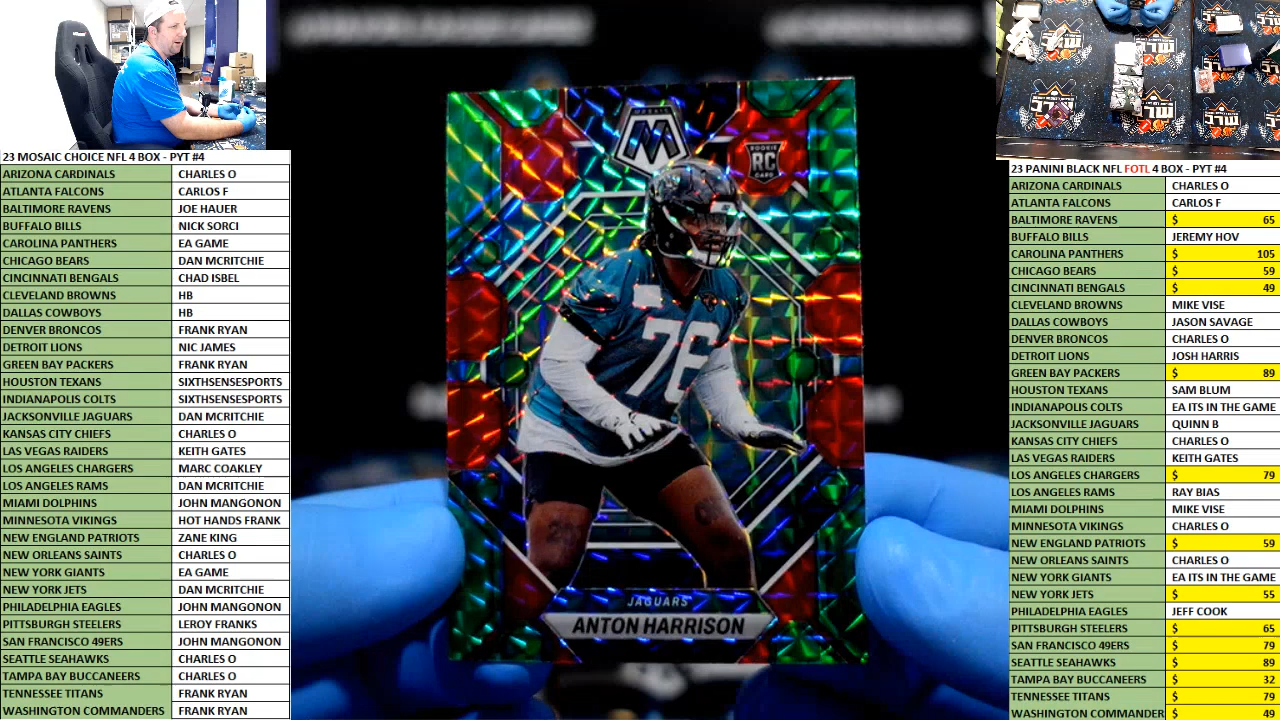 23 MOSAIC CHOICE NFL 4 BOX - PYT #4
ARIZONA CARDINALS CHARLES O
ATLANTA FALCONS CARLOS F
BALTIMORE RAVENS JOE HAUER
BUFFALO BILLS NICK SORCI
CAROLINA PANTHERS EA GAME
CHICAGO BEARS DAN MCRITCHIE
CINCINNATI BENGALS CHAD ISBEL
CLEVELAND BROWNS HB
DALLAS COWBOYS HB
DENVER BRONCOS FRANK RYAN
DETROIT LIONS NIC JAMES
GREEN BAY PACKERS FRANK RYAN
HOUSTON TEXANS SIXTHSENSESPORTS
INDIANAPOLIS COLTS SIXTHSENSESPORTS
JACKSONVILLE JAGUARS DAN MCRITCHIE
KANSAS CITY CHIEFS CHARLES O
LAS VEGAS RAIDERS KEITH GATES
LOS ANGELES CHARGERS MARC COAKLEY
LOS ANGELES RAMS DAN MCRITCHIE
MIAMI DOLPHINS JOHN MANGONON
MINNESOTA VIKINGS HOT HANDS FRANK
NEW ENGLAND PATRIOTS ZANE KING
NEW ORLEANS SAINTS CHARLES O
NEW YORK GIANTS EA GAME
NEW YORK JETS DAN MCRITCHIE
PHILADELPHIA EAGLES JOHN MANGONON
PITTSBURGH STEELERS LEROY FRANKS
SAN FRANCISCO 49ERS JOHN MANGONON
SEATTLE SEAHAWKS CHARLES O
TAMPA BAY BUCCANEERS CHARLES O
TENNESSEE TITANS FRANK RYAN
WASHINGTON COMMANDERS FRANK RYAN
MOSAIC
M
ROOKIE
RC
CARD
76
JAGUARS
ANTON HARRISON
23 PANINI BLACK NFL FOTL 4 BOX - PYT #4
ARIZONA CARDINALS CHARLES O
ATLANTA FALCONS CARLOS F
BALTIMORE RAVENS $ 65
BUFFALO BILLS JEREMY HOV
CAROLINA PANTHERS $ 105
CHICAGO BEARS $ 59
CINCINNATI BENGALS $ 49
CLEVELAND BROWNS MIKE VISE
DALLAS COWBOYS JASON SAVAGE
DENVER BRONCOS CHARLES O
DETROIT LIONS JOSH HARRIS
GREEN BAY PACKERS $ 89
HOUSTON TEXANS SAM BLUM
INDIANAPOLIS COLTS EA ITS IN THE GAME
JACKSONVILLE JAGUARS QUINN B
KANSAS CITY CHIEFS CHARLES O
LAS VEGAS RAIDERS KEITH GATES
LOS ANGELES CHARGERS $ 79
LOS ANGELES RAMS RAY BIAS
MIAMI DOLPHINS MIKE VISE
MINNESOTA VIKINGS CHARLES O
NEW ENGLAND PATRIOTS $ 59
NEW ORLEANS SAINTS CHARLES O
NEW YORK GIANTS EA ITS IN THE GAME
NEW YORK JETS $ 55
PHILADELPHIA EAGLES JEFF COOK
PITTSBURGH STEELERS $ 65
SAN FRANCISCO 49ERS $ 79
SEATTLE SEAHAWKS $ 89
TAMPA BAY BUCCANEERS $ 32
TENNESSEE TITANS $ 79
WASHINGTON COMMANDER $ 49